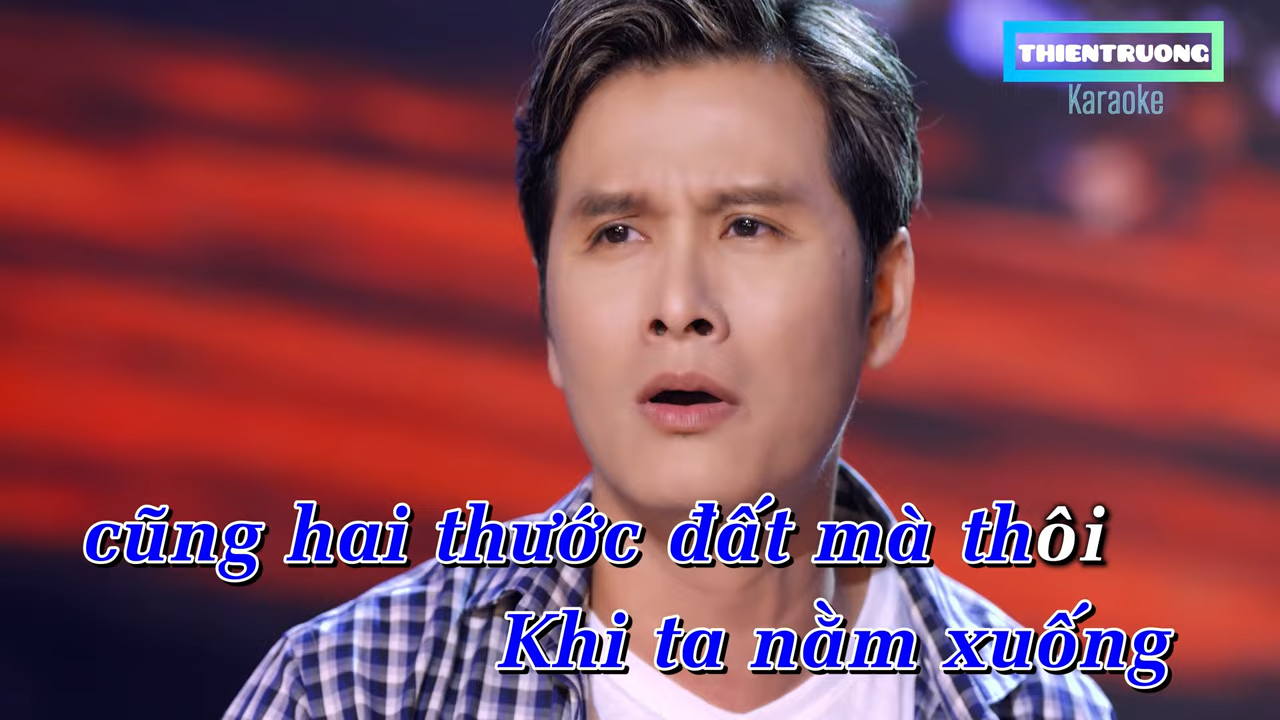 THIENTRUONG
Karaoke
cũng hai thước đất mà thôi
Khi ta nằm xuống